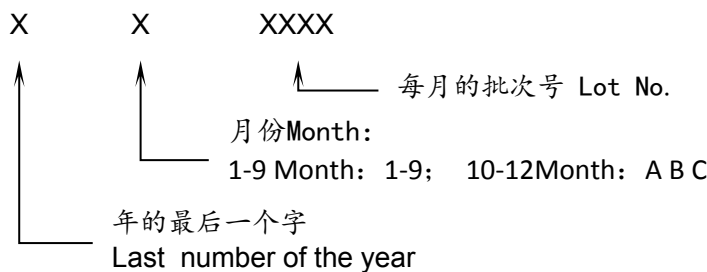 X X XXXX
每月的批次号 Lot No.
月份Month：
1-9 Month：1-9； 10-12Month：A B C
年的最后一个字
Last number of the year